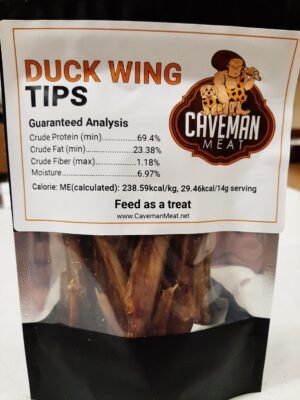 DUCK WING
TIPS
Guaranteed Analysis
Crude Protein (min)..............69.4%
Crude Fat (min)....................23.38%
Crude Fiber (max).................1.18%
Moisture................................6.97%
CAVEMAN
MEAT
Calorie: ME(calculated): 238.59kcal/kg, 29.46kcal/14g serving
Feed as a treat
www.CavemanMeat.net